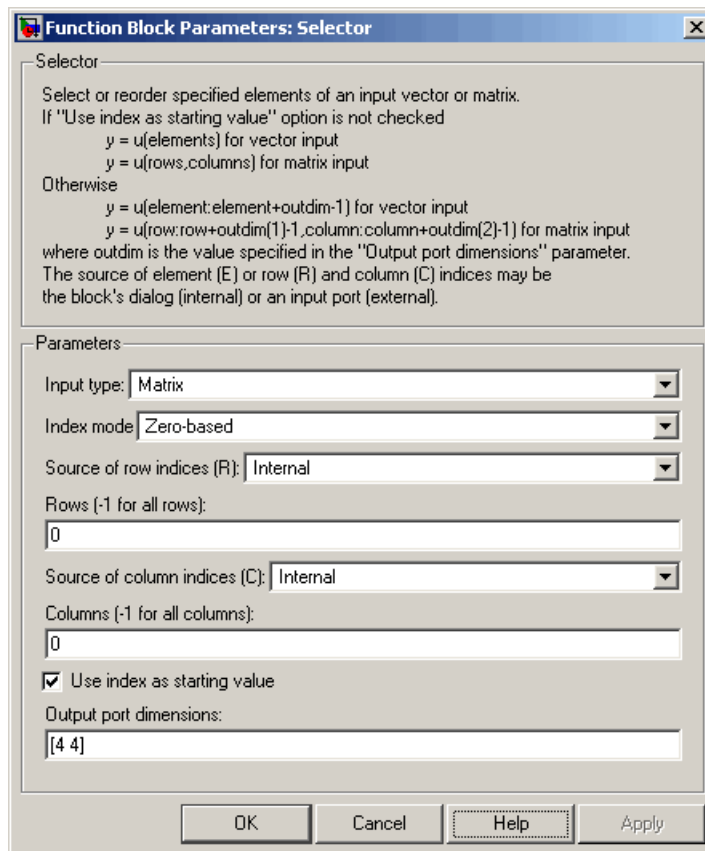 Function Block Parameters: Selector
Selector
Select or reorder specified elements of an input vector or matrix.
If "Use index as starting value" option is not checked
y = u(elements) for vector input
y = u(rows,columns) for matrix input
Otherwise
y = u(element:element+outdim-1) for vector input
y = u(row:row+outdim(1)-1,column:column+outdim(2)-1) for matrix input
where outdim is the value specified in the "Output port dimensions" parameter.
The source of element (E) or row (R) and column (C) indices may be
the block's dialog (internal) or an input port (external).
Parameters
Input type: Matrix
Index mode Zero-based
Source of row indices (R): Internal
Rows (-1 for all rows):
0
Source of column indices (C): Internal
Columns (-1 for all columns):
0
Use index as starting value
Output port dimensions:
[4 4]
OK Cancel Help Apply